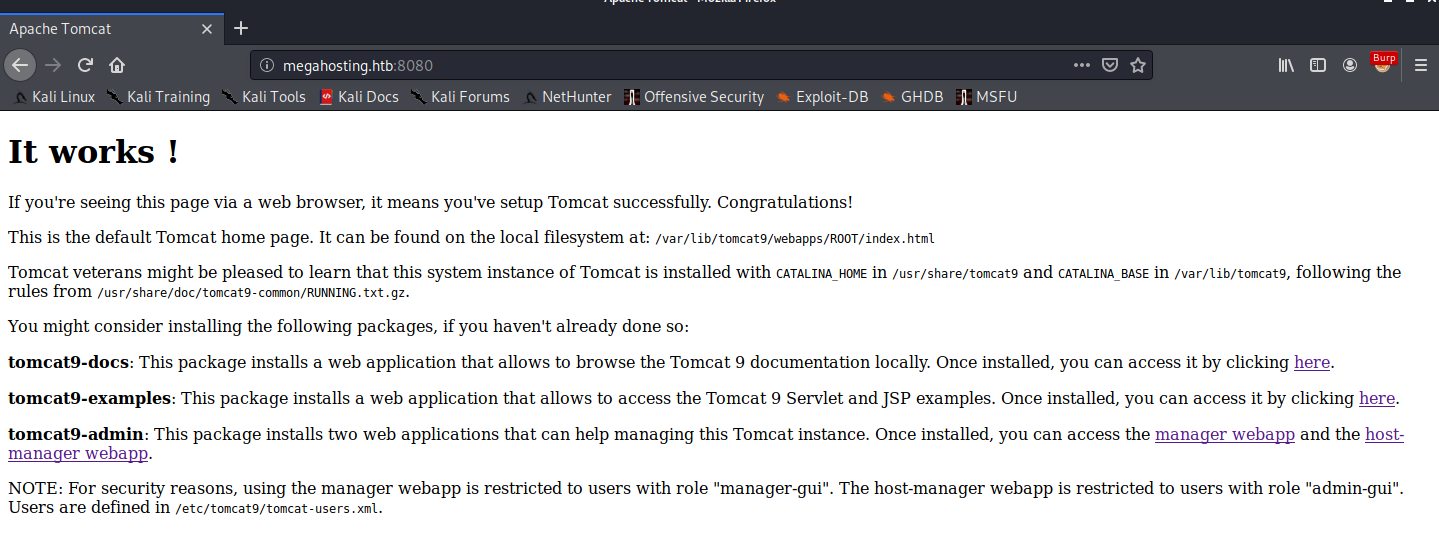 Apache Tomcat - Mozilla Firefox
Apache Tomcat
megahosting.htb:8080
Burp
Kali Linux Kali Training Kali Tools Kali Docs Kali Forums NetHunter Offensive Security Exploit-DB GHDB MSFU
It works !
If you're seeing this page via a web browser, it means you've setup Tomcat successfully. Congratulations!
This is the default Tomcat home page. It can be found on the local filesystem at: /var/lib/tomcat9/webapps/ROOT/index.html
Tomcat veterans might be pleased to learn that this system instance of Tomcat is installed with CATALINA_HOME in /usr/share/tomcat9 and CATALINA_BASE in /var/lib/tomcat9, following the
rules from /usr/share/doc/tomcat9-common/RUNNING.txt.gz.
You might consider installing the following packages, if you haven't already done so:
tomcat9-docs: This package installs a web application that allows to browse the Tomcat 9 documentation locally. Once installed, you can access it by clicking here.
tomcat9-examples: This package installs a web application that allows to access the Tomcat 9 Servlet and JSP examples. Once installed, you can access it by clicking here.
tomcat9-admin: This package installs two web applications that can help managing this Tomcat instance. Once installed, you can access the manager webapp and the host-
manager webapp.
NOTE: For security reasons, using the manager webapp is restricted to users with role "manager-gui". The host-manager webapp is restricted to users with role "admin-gui".
Users are defined in /etc/tomcat9/tomcat-users.xml.